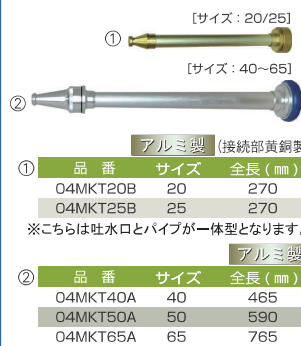 [サイズ：20/25]
①
[サイズ：40～65]
②
アルミ製 (接続部黄銅製
① 品 番 サイズ 全長(㎜)
04MKT20B 20 270
04MKT25B 25 270
※こちらは吐水口とパイプが一体型となります。
アルミ製
② 品 番 サイズ 全長(㎜)
04MKT40A 40 465
04MKT50A 50 590
04MKT65A 65 765